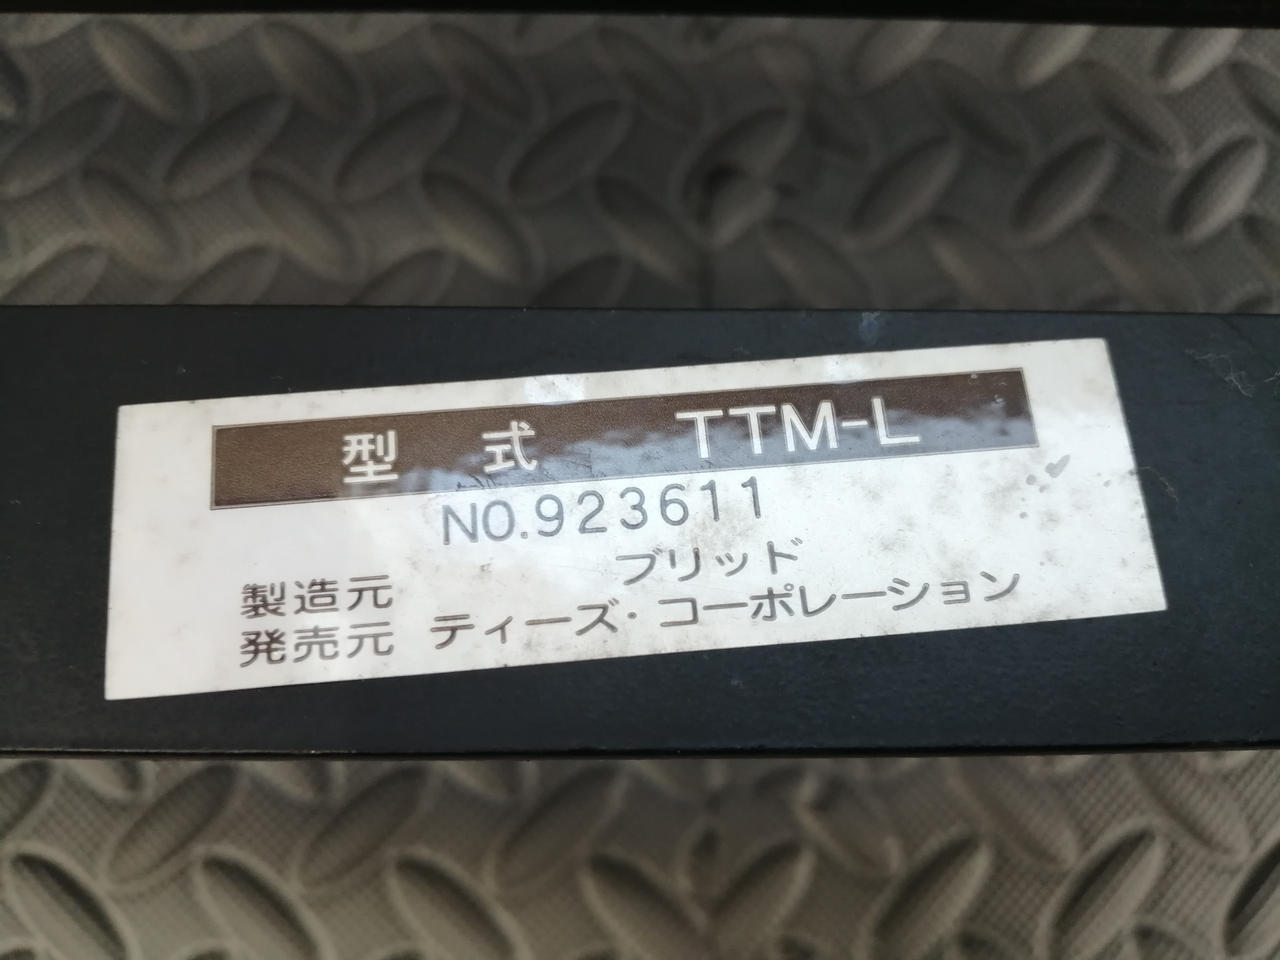 型式 TTM-L
NO.923611
製造元 ブリッド
発売元 ティーズ・コーポレーション